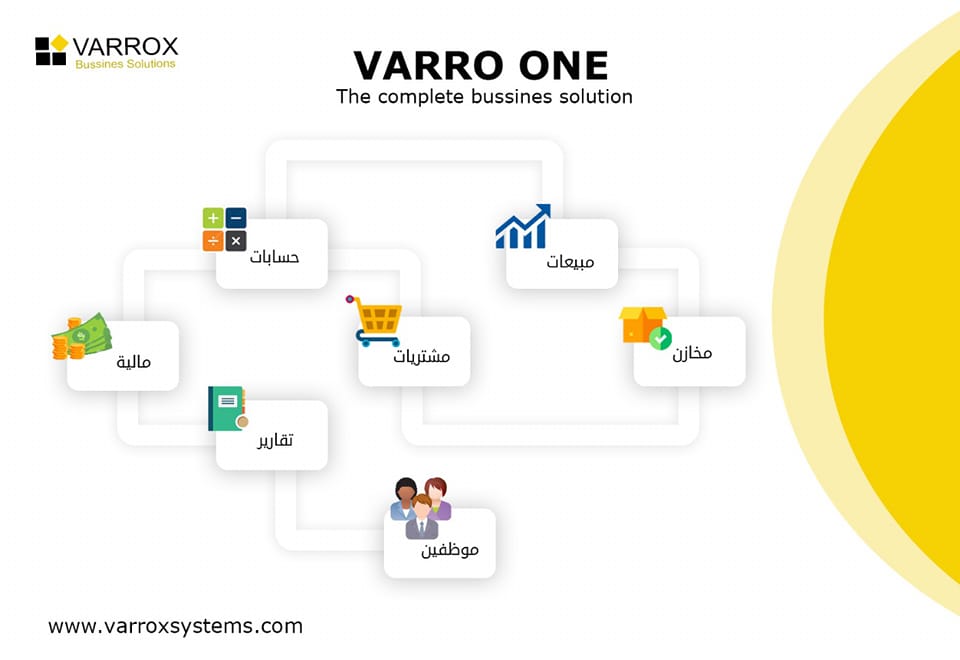 VARROX
Bussines Solutions
VARRO ONE
The complete bussines solution
حسابات
مبيعات
مالية
مشتريات
مخازن
تقارير
موظفين
www.varroxsystems.com